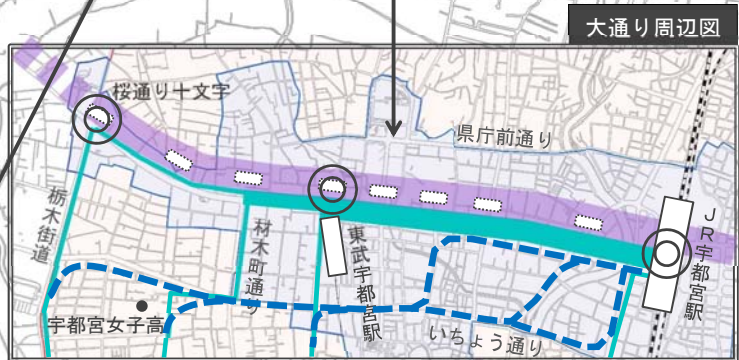 大通り周辺図
桜通り十文字
県庁前通り
栃木街道
材木町通り
東武宇都宮駅
JR宇都宮駅
宇都宮女子高
いちょう通り